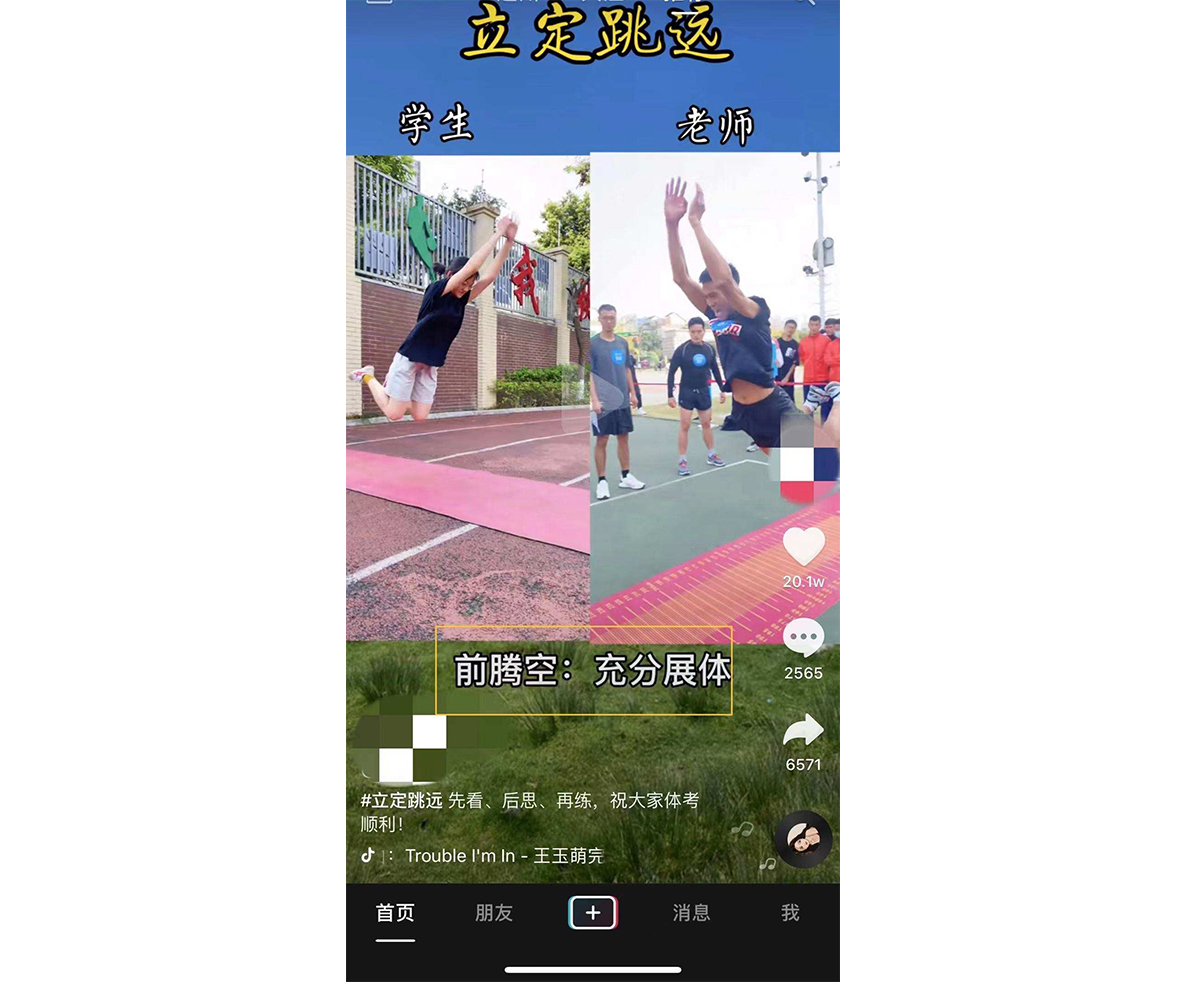 立定跳远
学生
老师
我
20.1w
2565
前腾空：充分展体
6571
#立定跳远 先看、后思、再练，祝大家体考
顺利！
Trouble I'm In - 王玉萌完
首页
朋友
消息
我